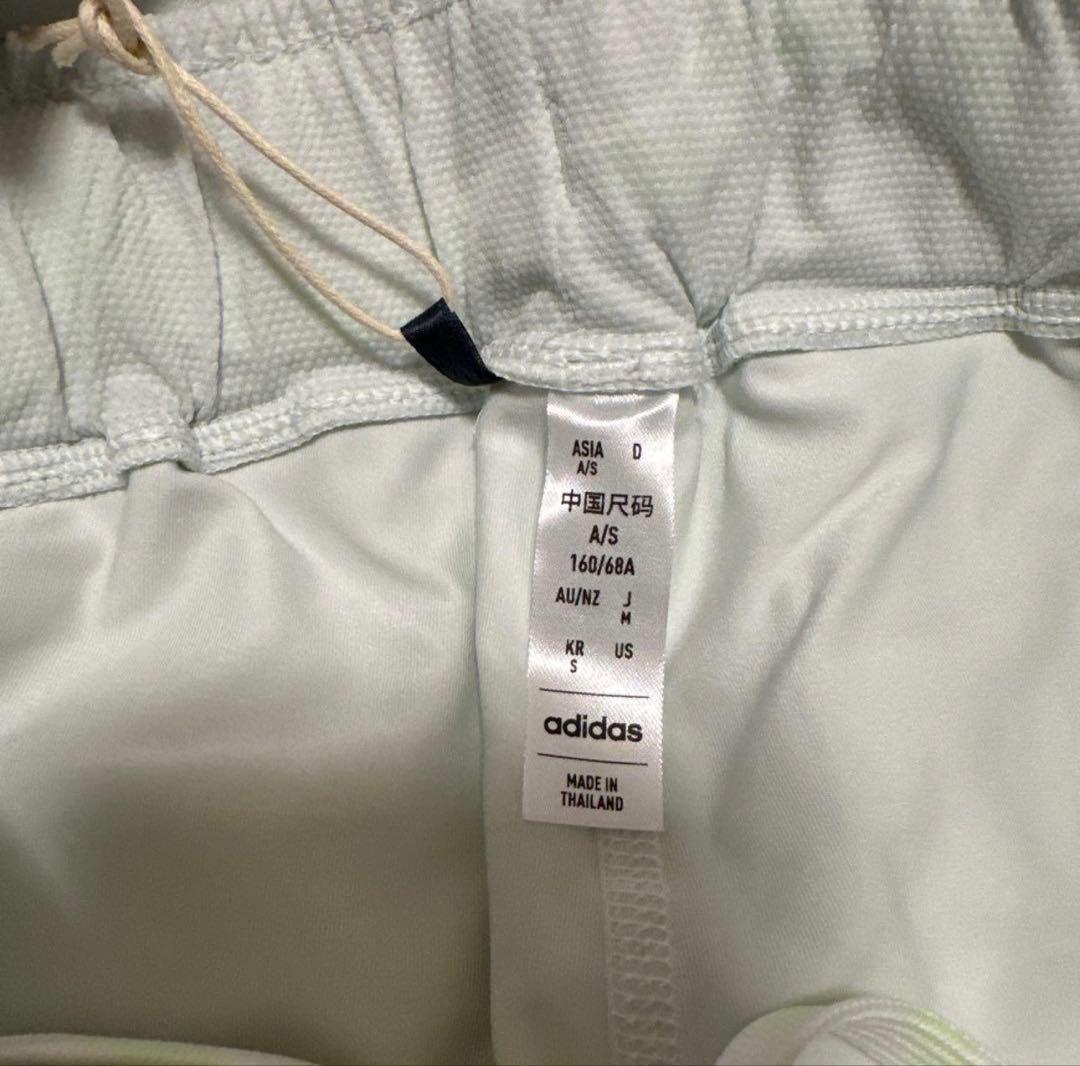 ASIA D
A/S
中国尺码
A/S
160/68A
AU/NZ J
M
KR US
S
adidas
MADE IN
THAILAND